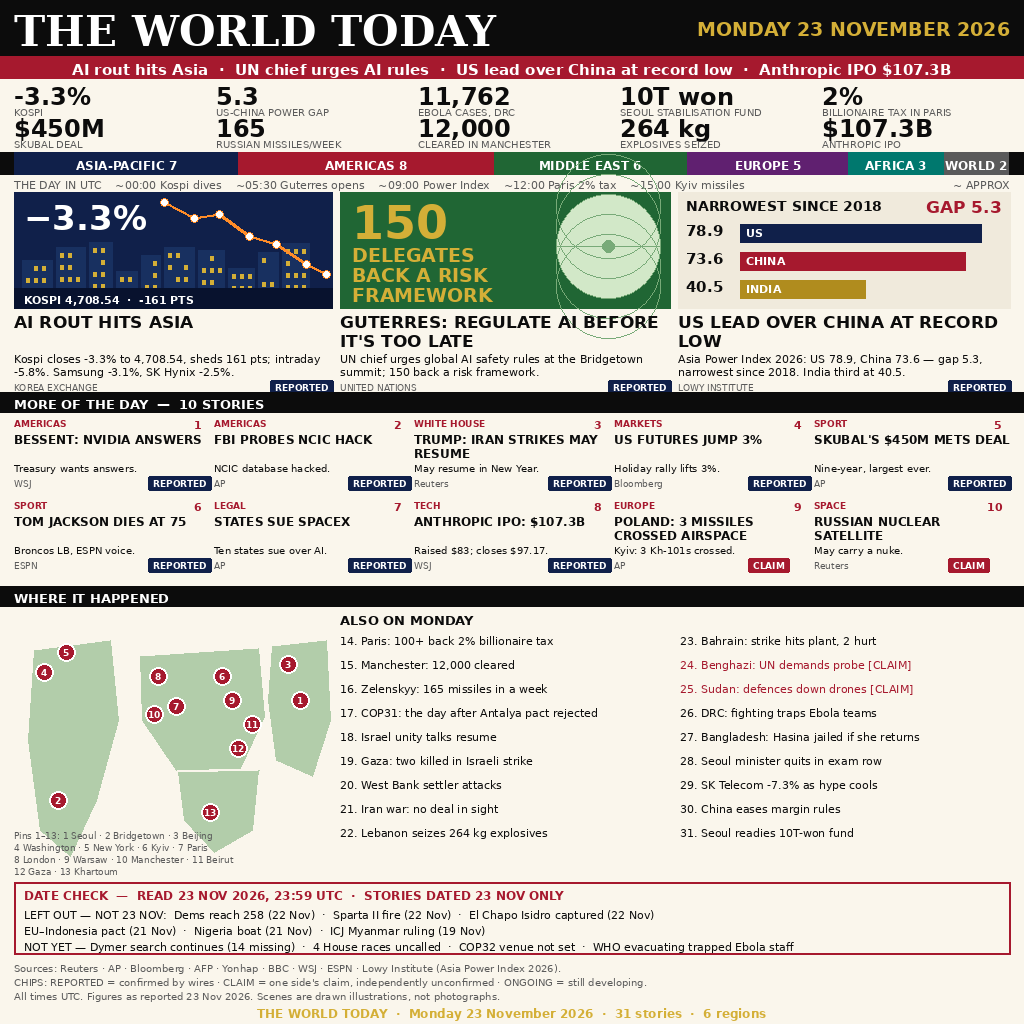 THE WORLD TODAY
MONDAY 23 NOVEMBER 2026
AI rout hits Asia · UN chief urges AI rules · US lead over China at record low · Anthropic IPO $107.3B
-3.3%
KOSPI
5.3
US-CHINA POWER GAP
11,762
EBOLA CASES, DRC
10T won
SEOUL STABILISATION FUND
2%
BILLIONAIRE TAX IN PARIS
$450M
SKUBAL DEAL
165
RUSSIAN MISSILES/WEEK
12,000
CLEARED IN MANCHESTER
264 kg
EXPLOSIVES SEIZED
$107.3B
ANTHROPIC IPO
ASIA-PACIFIC 7
AMERICAS 8
MIDDLE EAST 6
EUROPE 5
AFRICA 3
WORLD 2
THE DAY IN UTC ~00:00 Kospi dives ~05:30 Guterres opens ~09:00 Power Index ~12:00 Paris 2% tax ~15:00 Kyiv missiles ~ APPROX
−3.3%
KOSPI 4,708.54 · -161 PTS
150
DELEGATES
BACK A RISK
FRAMEWORK
NARROWEST SINCE 2018
GAP 5.3
78.9 US
73.6 CHINA
40.5 INDIA
AI ROUT HITS ASIA
Kospi closes -3.3% to 4,708.54, sheds 161 pts; intraday
-5.8%. Samsung -3.1%, SK Hynix -2.5%.
KOREA EXCHANGE
REPORTED
GUTERRES: REGULATE AI BEFORE
IT'S TOO LATE
UN chief urges global AI safety rules at the Bridgetown
summit; 150 back a risk framework.
UNITED NATIONS
REPORTED
US LEAD OVER CHINA AT RECORD
LOW
Asia Power Index 2026: US 78.9, China 73.6 — gap 5.3,
narrowest since 2018. India third at 40.5.
LOWY INSTITUTE
REPORTED
MORE OF THE DAY — 10 STORIES
AMERICAS 1
BESSENT: NVIDIA ANSWERS
Treasury wants answers.
WSJ
REPORTED
AMERICAS 2
FBI PROBES NCIC HACK
NCIC database hacked.
AP
REPORTED
WHITE HOUSE 3
TRUMP: IRAN STRIKES MAY
RESUME
May resume in New Year.
Reuters
REPORTED
MARKETS 4
US FUTURES JUMP 3%
Holiday rally lifts 3%.
Bloomberg
REPORTED
SPORT 5
SKUBAL'S $450M METS DEAL
Nine-year, largest ever.
AP
REPORTED
SPORT 6
TOM JACKSON DIES AT 75
Broncos LB, ESPN voice.
ESPN
REPORTED
LEGAL 7
STATES SUE SPACEX
Ten states sue over AI.
AP
REPORTED
TECH 8
ANTHROPIC IPO: $107.3B
Raised $83; closes $97.17.
WSJ
REPORTED
EUROPE 9
POLAND: 3 MISSILES
CROSSED AIRSPACE
Kyiv: 3 Kh-101s crossed.
AP
CLAIM
SPACE 10
RUSSIAN NUCLEAR
SATELLITE
May carry a nuke.
Reuters
CLAIM
WHERE IT HAPPENED
5
4
2
8
6
7
10
9
11
12
13
3
1
Pins 1–13: 1 Seoul · 2 Bridgetown · 3 Beijing
4 Washington · 5 New York · 6 Kyiv · 7 Paris
8 London · 9 Warsaw · 10 Manchester · 11 Beirut
12 Gaza · 13 Khartoum
ALSO ON MONDAY
14. Paris: 100+ back 2% billionaire tax
15. Manchester: 12,000 cleared
16. Zelenskyy: 165 missiles in a week
17. COP31: the day after Antalya pact rejected
18. Israel unity talks resume
19. Gaza: two killed in Israeli strike
20. West Bank settler attacks
21. Iran war: no deal in sight
22. Lebanon seizes 264 kg explosives
23. Bahrain: strike hits plant, 2 hurt
24. Benghazi: UN demands probe [CLAIM]
25. Sudan: defences down drones [CLAIM]
26. DRC: fighting traps Ebola teams
27. Bangladesh: Hasina jailed if she returns
28. Seoul minister quits in exam row
29. SK Telecom -7.3% as hype cools
30. China eases margin rules
31. Seoul readies 10T-won fund
DATE CHECK — READ 23 NOV 2026, 23:59 UTC · STORIES DATED 23 NOV ONLY
LEFT OUT — NOT 23 NOV: Dems reach 258 (22 Nov) · Sparta II fire (22 Nov) · El Chapo Isidro captured (22 Nov)
EU–Indonesia pact (21 Nov) · Nigeria boat (21 Nov) · ICJ Myanmar ruling (19 Nov)
NOT YET — Dymer search continues (14 missing) · 4 House races uncalled · COP32 venue not set · WHO evacuating trapped Ebola staff
Sources: Reuters · AP · Bloomberg · AFP · Yonhap · BBC · WSJ · ESPN · Lowy Institute (Asia Power Index 2026).
CHIPS: REPORTED = confirmed by wires · CLAIM = one side's claim, independently unconfirmed · ONGOING = still developing.
All times UTC. Figures as reported 23 Nov 2026. Scenes are drawn illustrations, not photographs.
THE WORLD TODAY · Monday 23 November 2026 · 31 stories · 6 regions